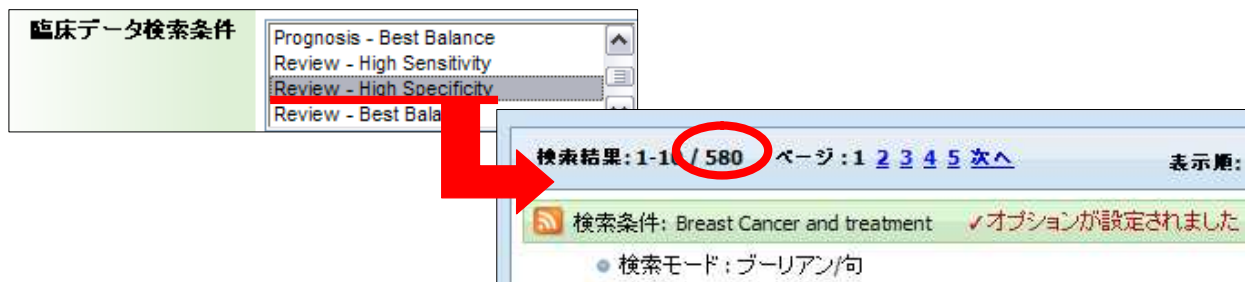 臨床データ検索条件
Prognosis - Best Balance
Review - High Sensitivity
Review - High Specificity
Review - Best Bala
検索結果: 1-10 / 580 ページ : 1 2 3 4 5 次へ 表示順:
検索条件: Breast Cancer and treatment ✓オプションが設定されました
検索モード : ブーリアン/句